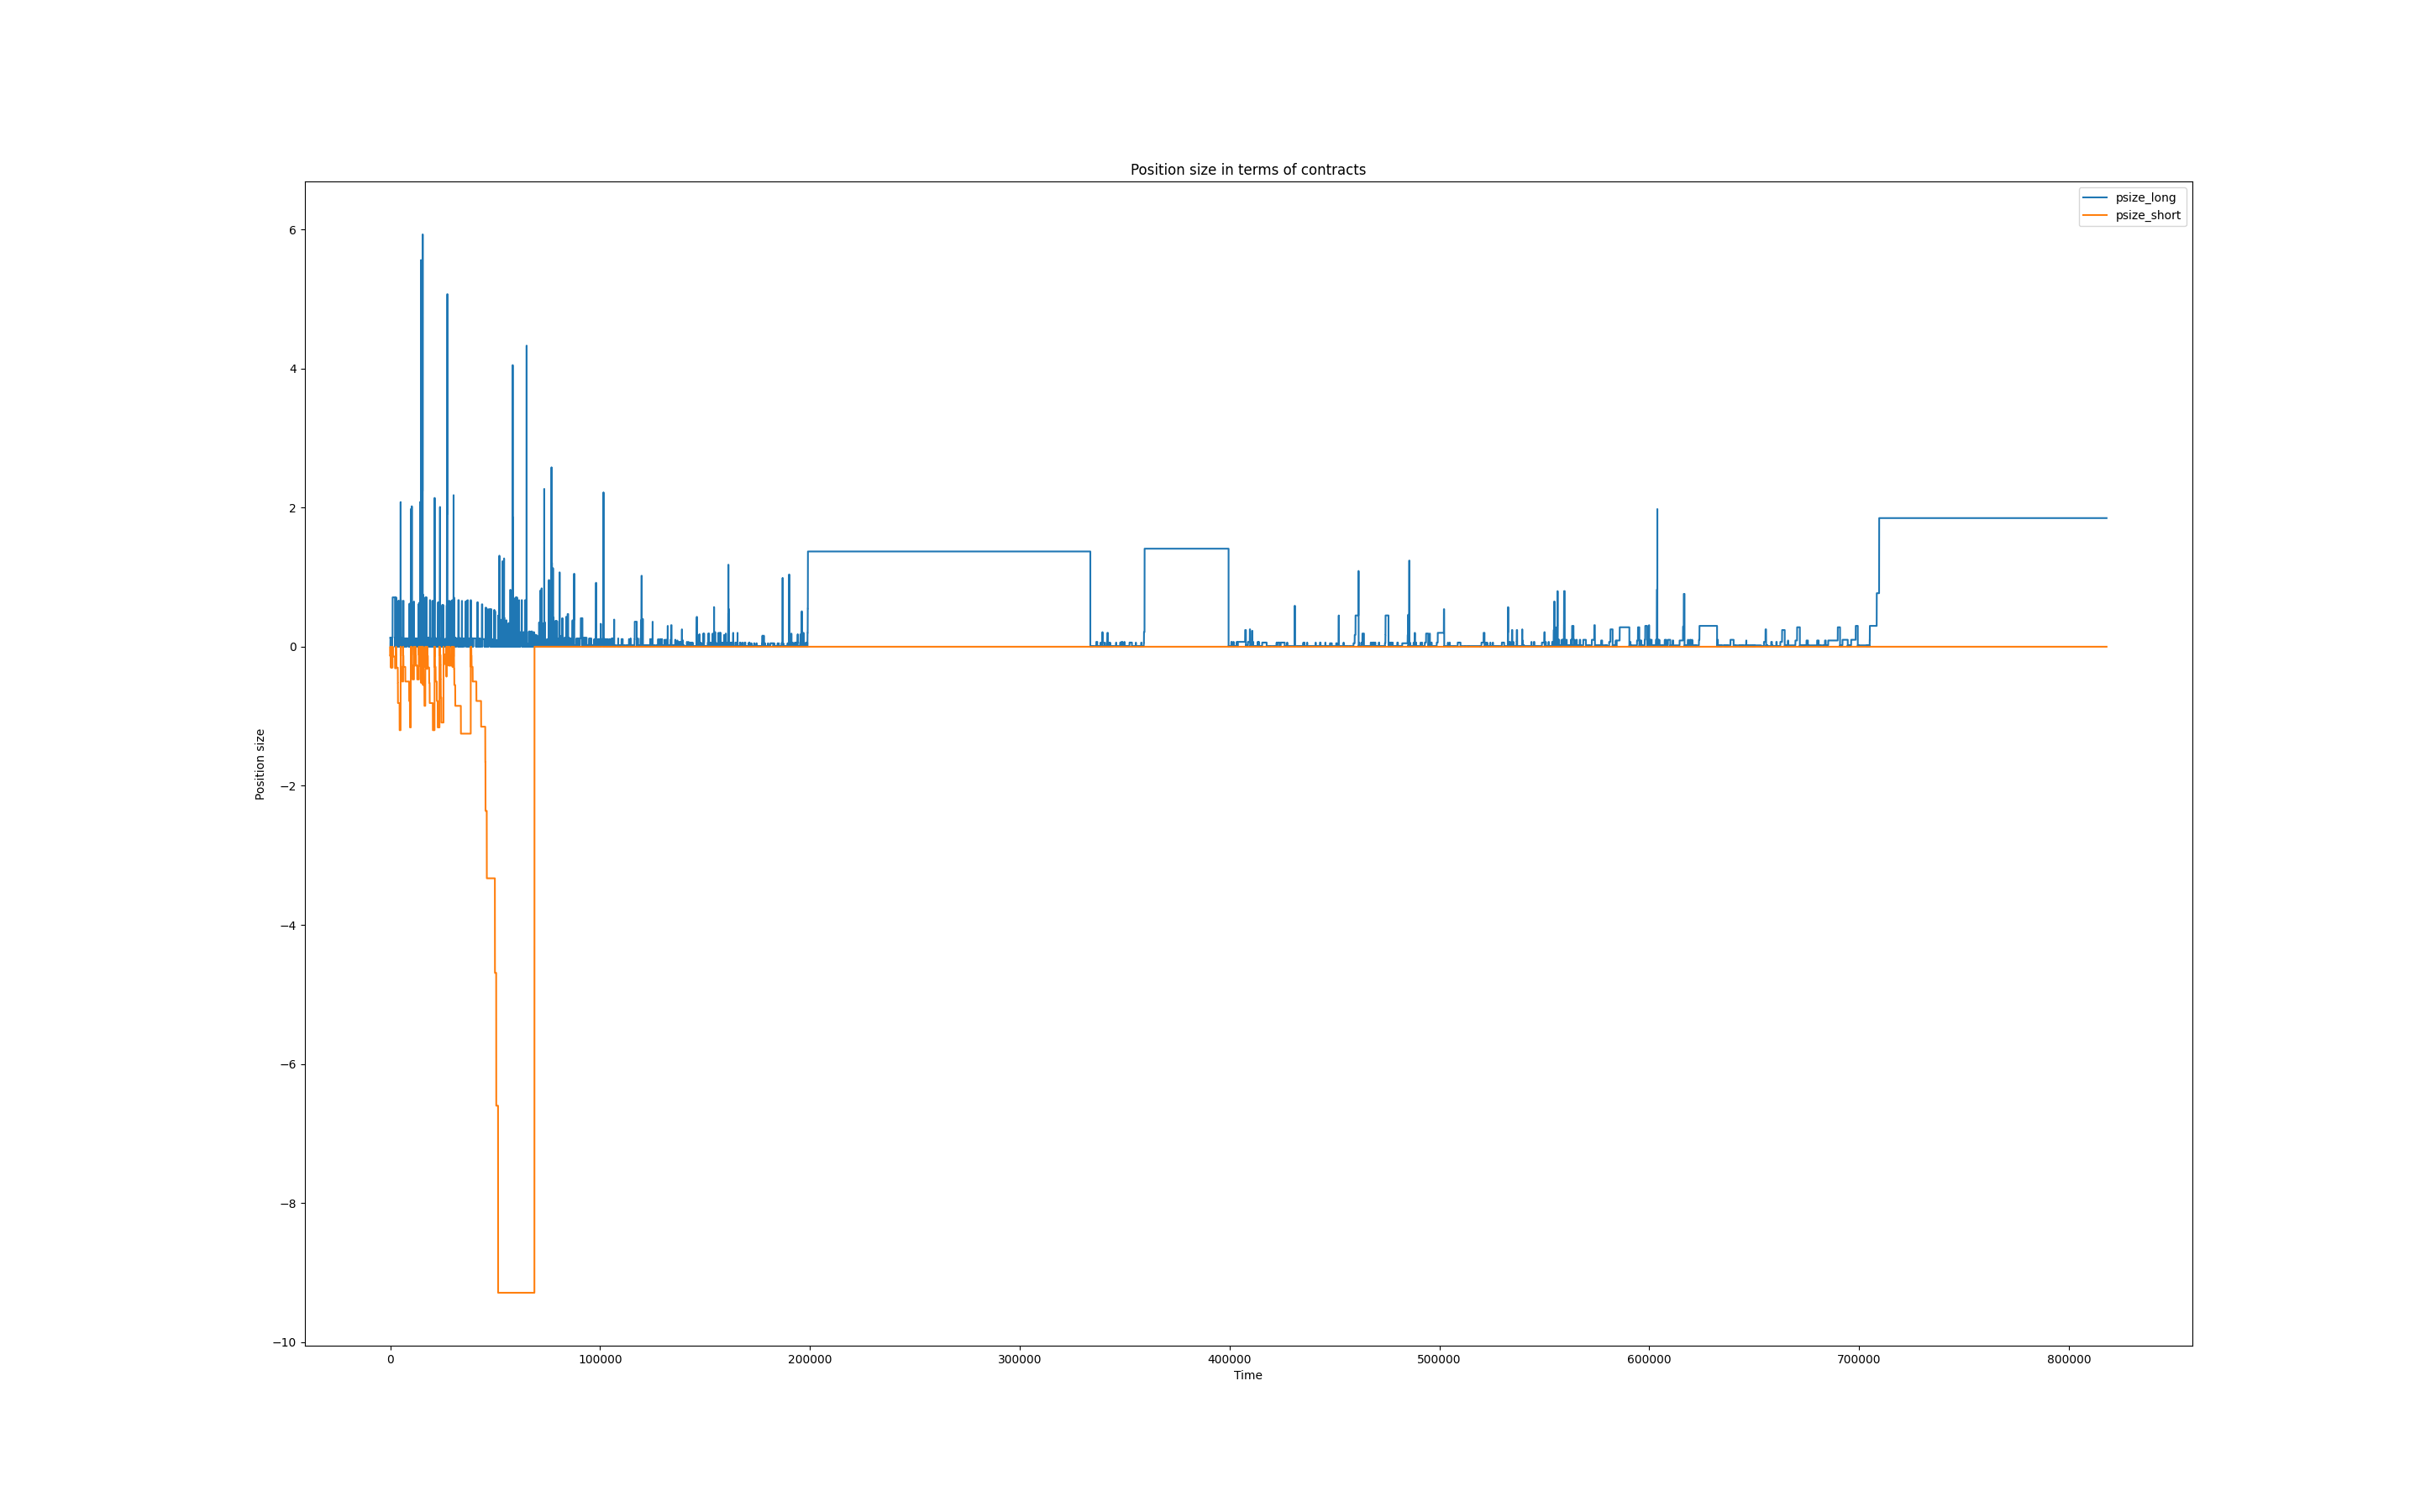 Position size in terms of contracts
psize_long
psize_short
6
4
2
0
−2
−4
−6
−8
−10
Position size
0 100000 200000 300000 400000 500000 600000 700000 800000
Time